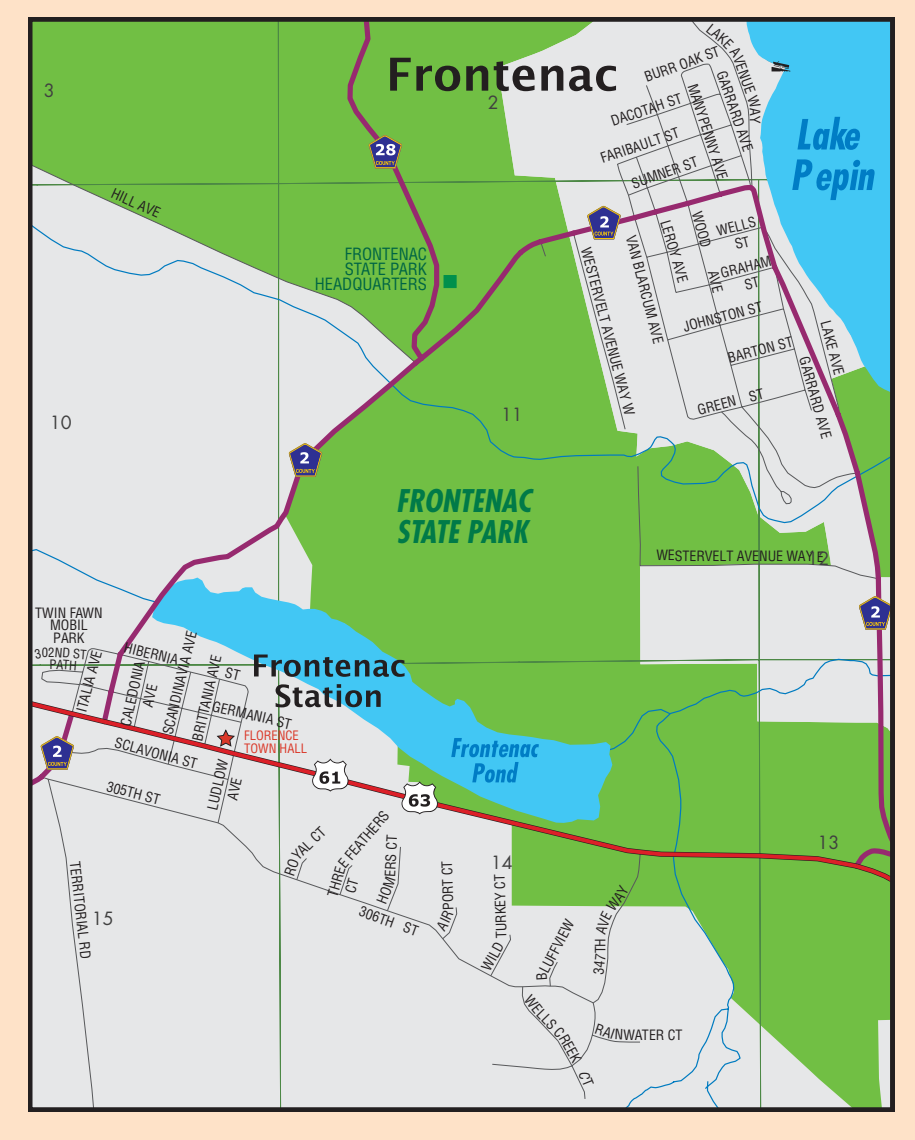 Frontenac
LAKE AVENUE WAY
BURR OAK ST
GARRARD AVE
3
2
DACOTAH ST
MANYPENNY AVE
Lake
Pepin
FARIBAULT ST
28
COUNTY
SUMNER ST
HILL AVE
2
COUNTY
WOOD
AVE
WELLS
ST
LEROY AVE
VAN BLARCUM AVE
FRONTENAC
STATE PARK
HEADQUARTERS
WESTERVELT AVENUE WAY W
GRAHAM
ST
JOHNSTON ST
LAKE AVE
BARTON ST
GARRARD AVE
GREEN ST
10
11
2
COUNTY
FRONTENAC
STATE PARK
WESTERVELT AVENUE WAY E
12
2
COUNTY
TWIN FAWN
MOBIL
PARK
302ND ST
PATH
ITALIA AVE
HIBERNIA
ST
CALEDONIA
AVE
SCANDINAVIA AVE
BRITTANIA AVE
Frontenac
Station
GERMANIA ST
FLORENCE
TOWN HALL
2
COUNTY
SCLAVONIA ST
Frontenac
Pond
LUDLOW
AVE
61
63
305TH ST
13
ROYAL CT
THREE FEATHERS
CT
HOMERS CT
14
AIRPORT CT
WILD TURKEY CT
TERRITORIAL RD
15
306TH ST
BLUFFVIEW
347TH AVE WAY
WELLS CREEK CT
RAINWATER CT